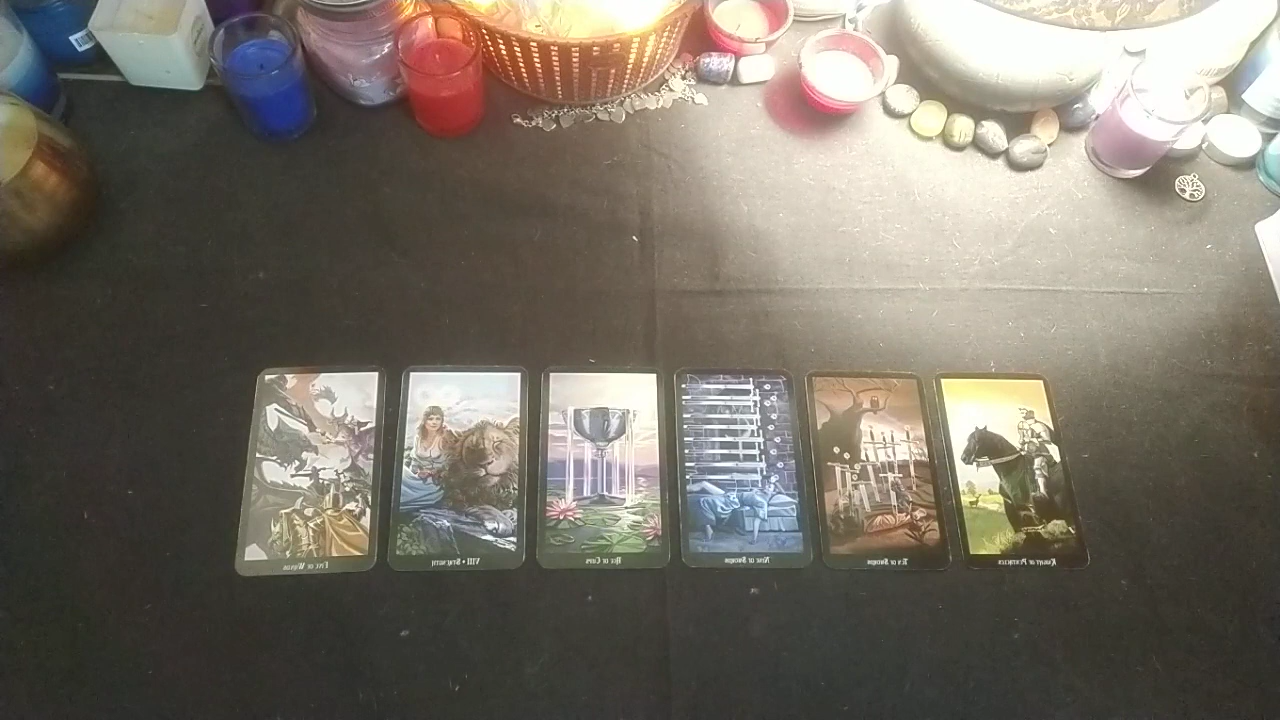 Five of Wands
VIII • Strength
Ace of Cups
Nine of Swords
Ten of Swords
Knight of Pentacles